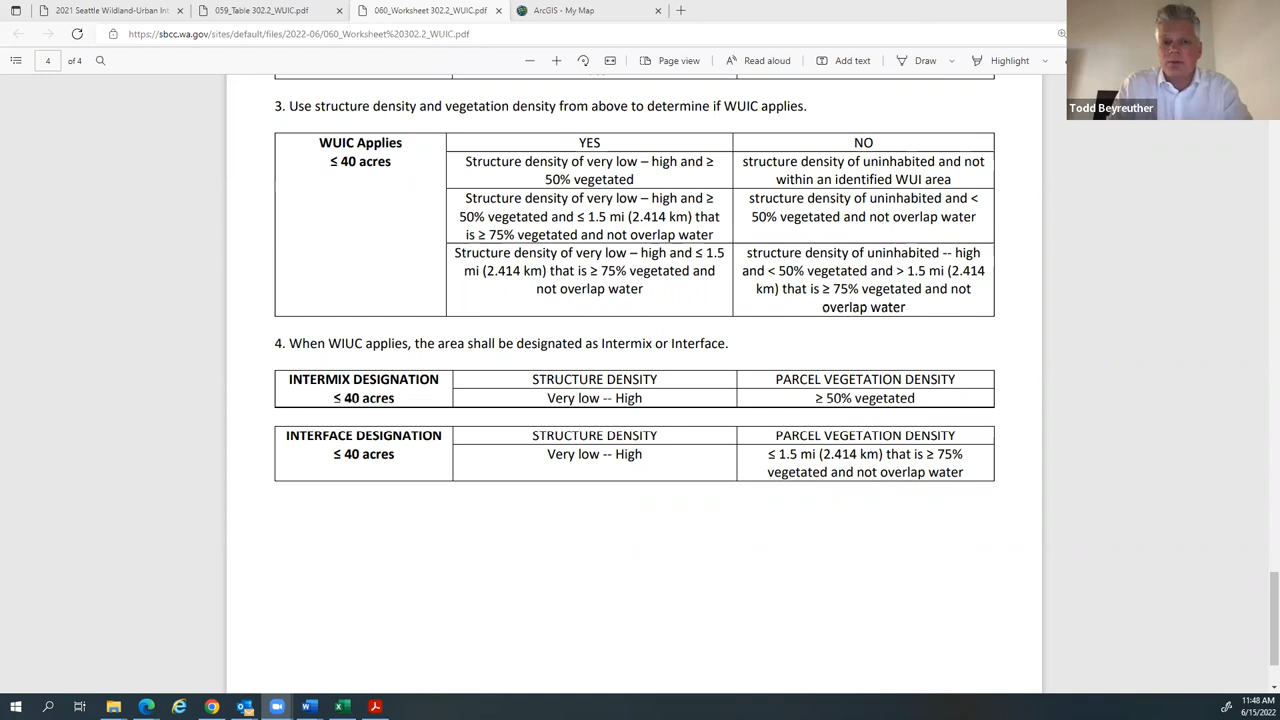 2021 Seattle Wildland-Urban Int
059_Table 302.2_WUIC.pdf
060_Worksheet 302.2_WUIC.pdf
ArcGIS - My Map
https://sbcc.wa.gov/sites/default/files/2022-06/060_Worksheet%20302.2_WUIC.pdf
4 of 4
Page view
Read aloud
Add text
Draw
Highlight
Todd Beyreuther
3. Use structure density and vegetation density from above to determine if WUIC applies.
WUIC Applies
≤ 40 acres
YES
NO
Structure density of very low – high and ≥
50% vegetated
structure density of uninhabited and not
within an identified WUI area
Structure density of very low – high and ≥
50% vegetated and ≤ 1.5 mi (2.414 km) that
is ≥ 75% vegetated and not overlap water
structure density of uninhabited and <
50% vegetated and not overlap water
Structure density of very low – high and ≤ 1.5
mi (2.414 km) that is ≥ 75% vegetated and
not overlap water
structure density of uninhabited -- high
and < 50% vegetated and > 1.5 mi (2.414
km) that is ≥ 75% vegetated and not
overlap water
4. When WIUC applies, the area shall be designated as Intermix or Interface.
INTERMIX DESIGNATION
≤ 40 acres
STRUCTURE DENSITY
PARCEL VEGETATION DENSITY
Very low -- High
≥ 50% vegetated
INTERFACE DESIGNATION
≤ 40 acres
STRUCTURE DENSITY
PARCEL VEGETATION DENSITY
Very low -- High
≤ 1.5 mi (2.414 km) that is ≥ 75%
vegetated and not overlap water
11:48 AM
6/15/2022